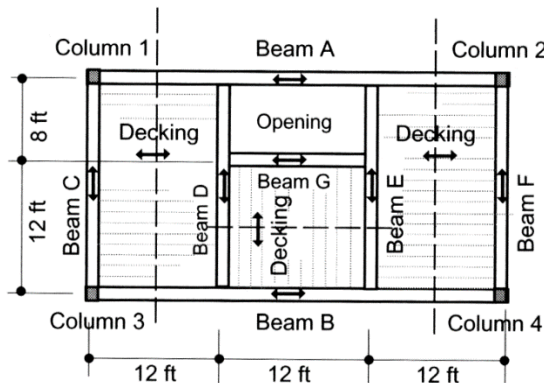 Column 1
Beam A
Column 2
8 ft
Decking
Opening
Decking
Beam C
Beam D
Beam G
Beam E
Beam F
12 ft
Decking
Column 3
Beam B
Column 4
12 ft
12 ft
12 ft